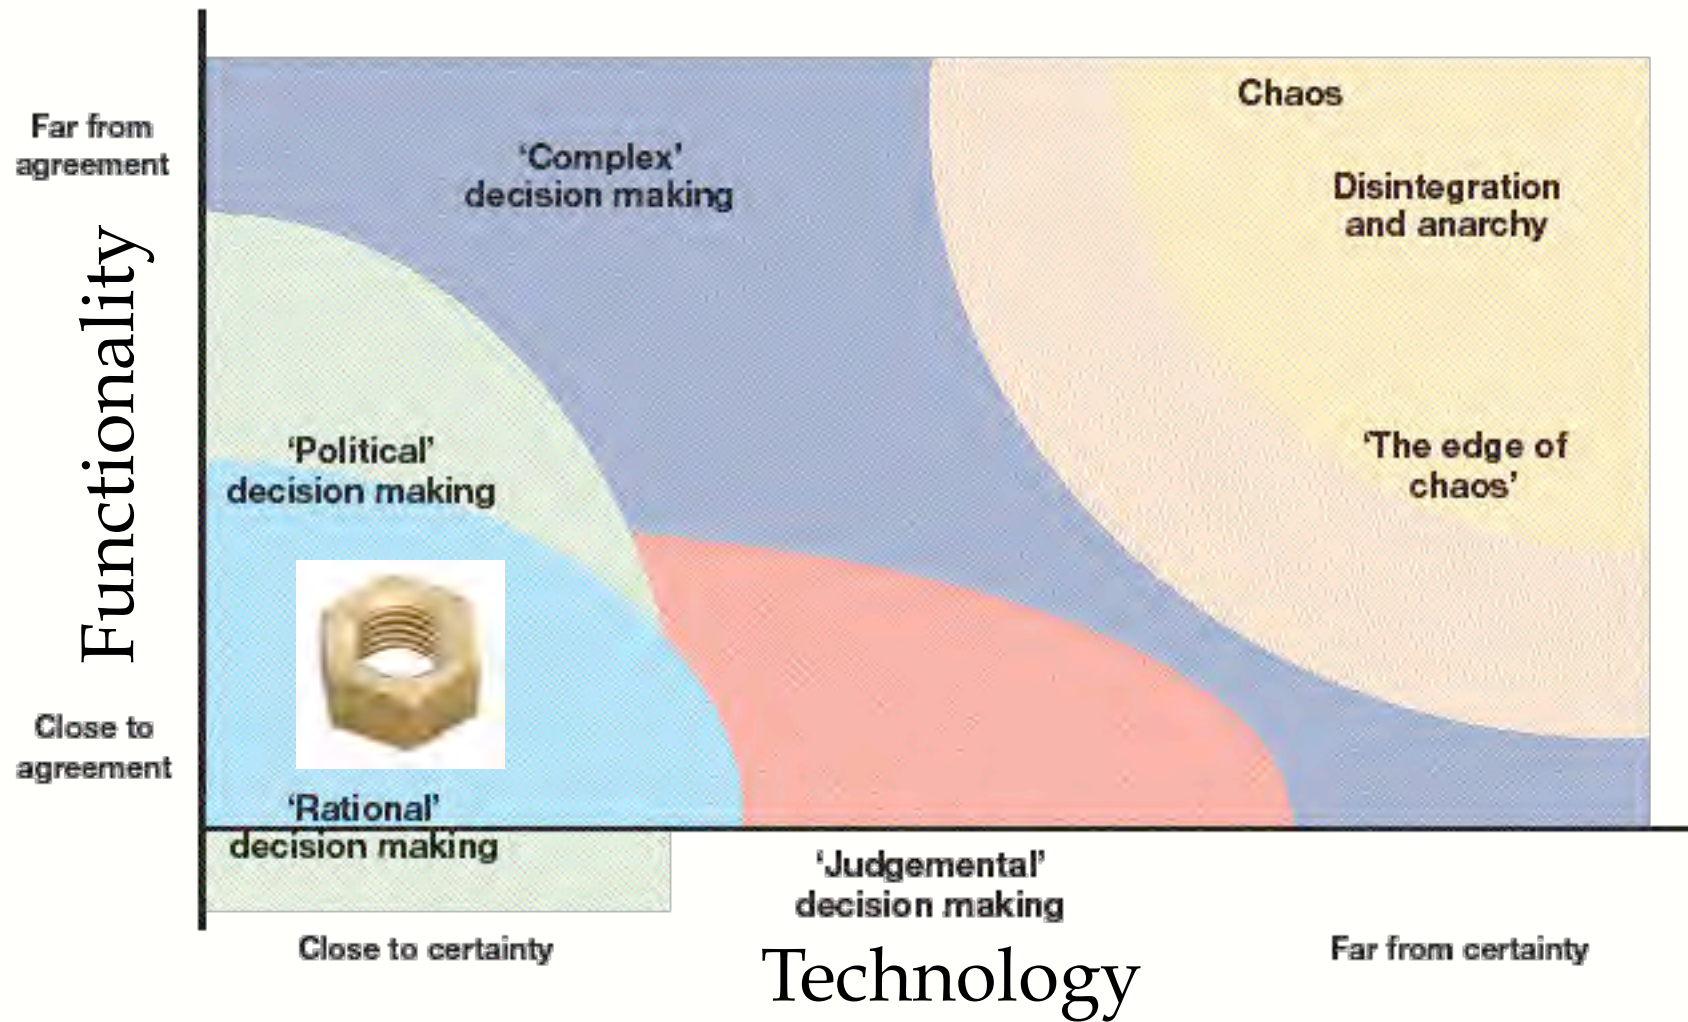 Chaos
Far from
agreement
‘Complex’
decision making
Disintegration
and anarchy
Functionality
‘Political’
decision making
‘The edge of
chaos’
Close to
agreement
‘Rational’
decision making
‘Judgemental’
decision making
Close to certainty
Technology
Far from certainty